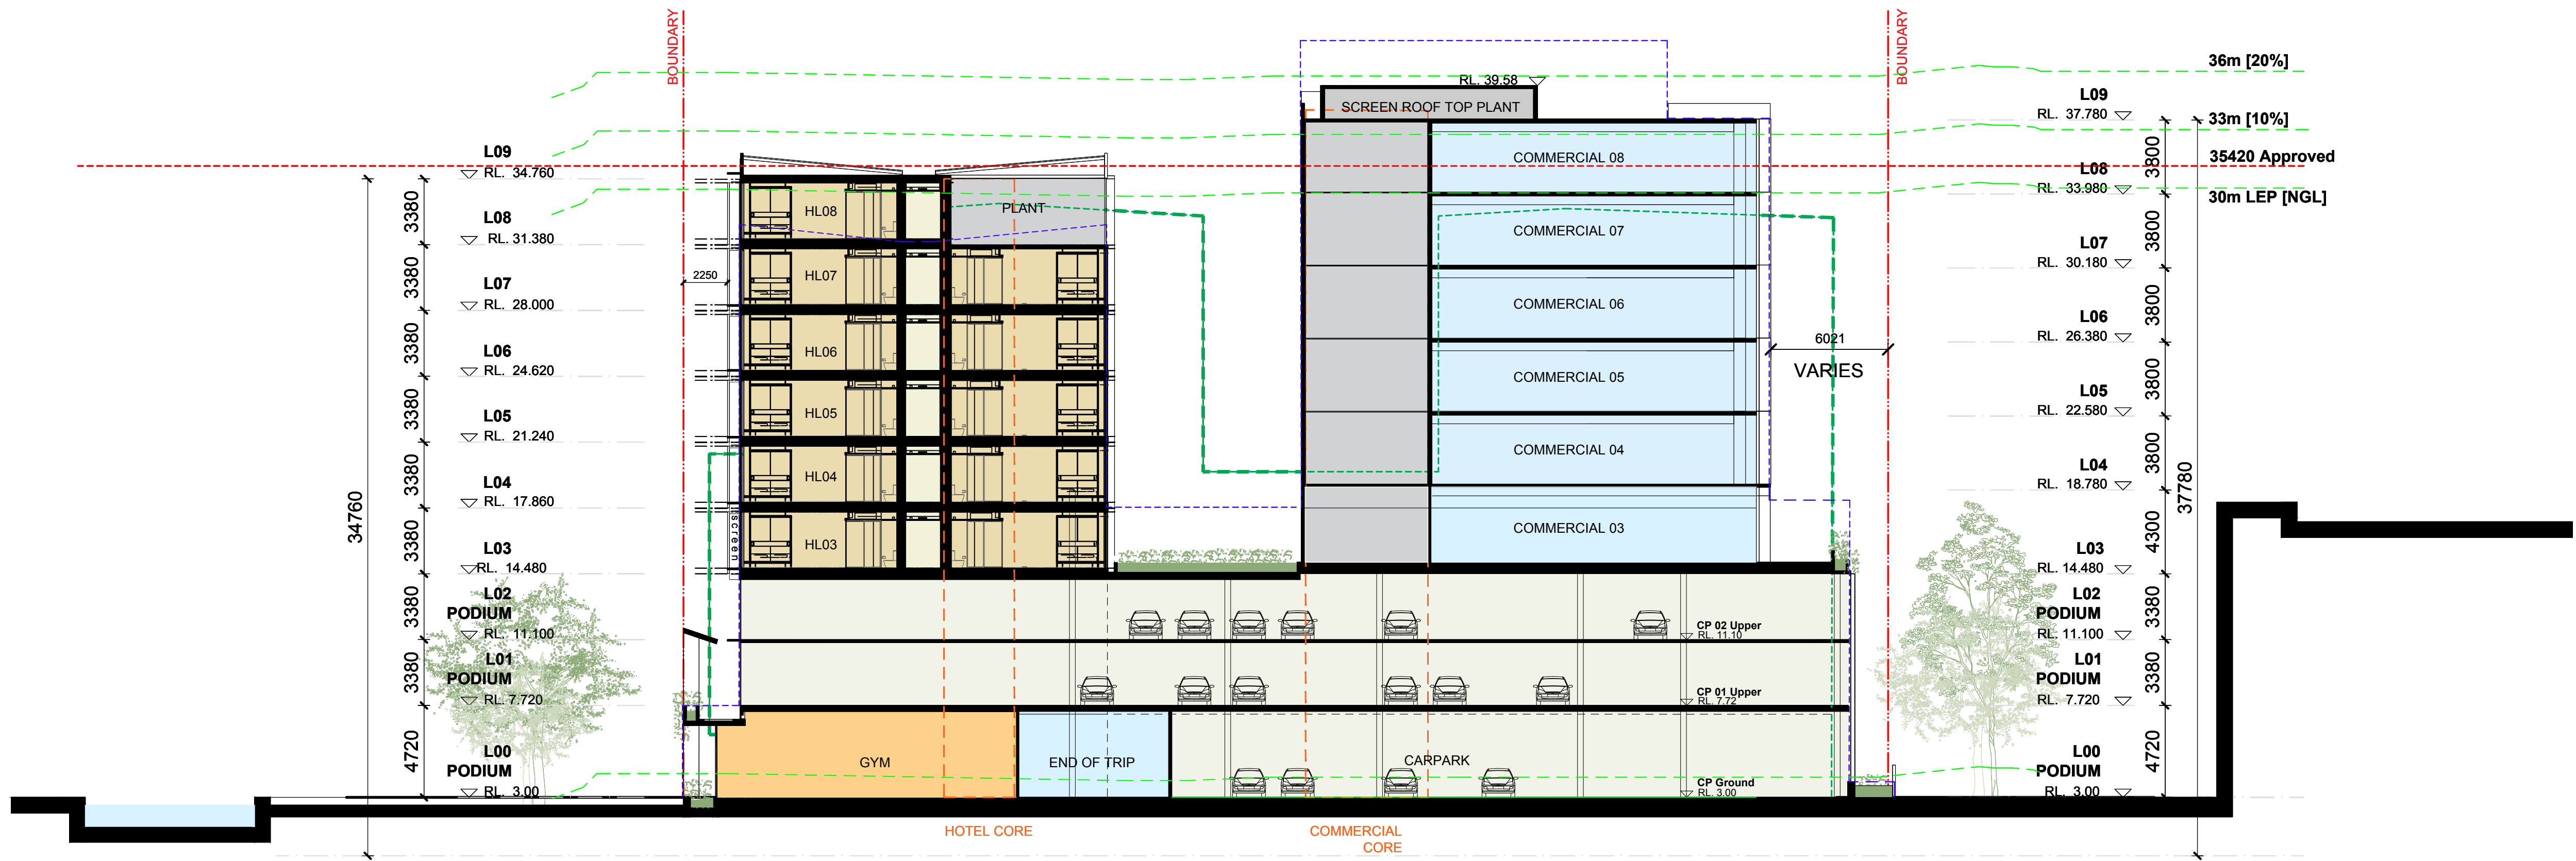 BOUNDARY
BOUNDARY
36m [20%]
RL. 39.58
SCREEN ROOF TOP PLANT
L09
RL. 37.780
33m [10%]
35420 Approved
30m LEP [NGL]
L09
RL. 34.760
L08
RL. 31.380
L07
RL. 28.000
L06
RL. 24.620
L05
RL. 21.240
L04
RL. 17.860
L03
RL. 14.480
L02
PODIUM
RL. 11.100
L01
PODIUM
RL. 7.720
L00
PODIUM
RL. 3.00
34760
3380
3380
3380
3380
3380
3380
3380
3380
4720
2250
screen
HL08
HL07
HL06
HL05
HL04
HL03
PLANT
COMMERCIAL 08
COMMERCIAL 07
COMMERCIAL 06
COMMERCIAL 05
COMMERCIAL 04
COMMERCIAL 03
6021
VARIES
CP 02 Upper
RL. 11.10
CP 01 Upper
RL. 7.72
CP Ground
RL. 3.00
GYM
END OF TRIP
CARPARK
HOTEL CORE
COMMERCIAL
CORE
L08
RL. 33.980
L07
RL. 30.180
L06
RL. 26.380
L05
RL. 22.580
L04
RL. 18.780
L03
RL. 14.480
L02
PODIUM
RL. 11.100
L01
PODIUM
RL. 7.720
L00
PODIUM
RL. 3.00
3800
3800
3800
3800
3800
4300
3380
3380
4720
37780